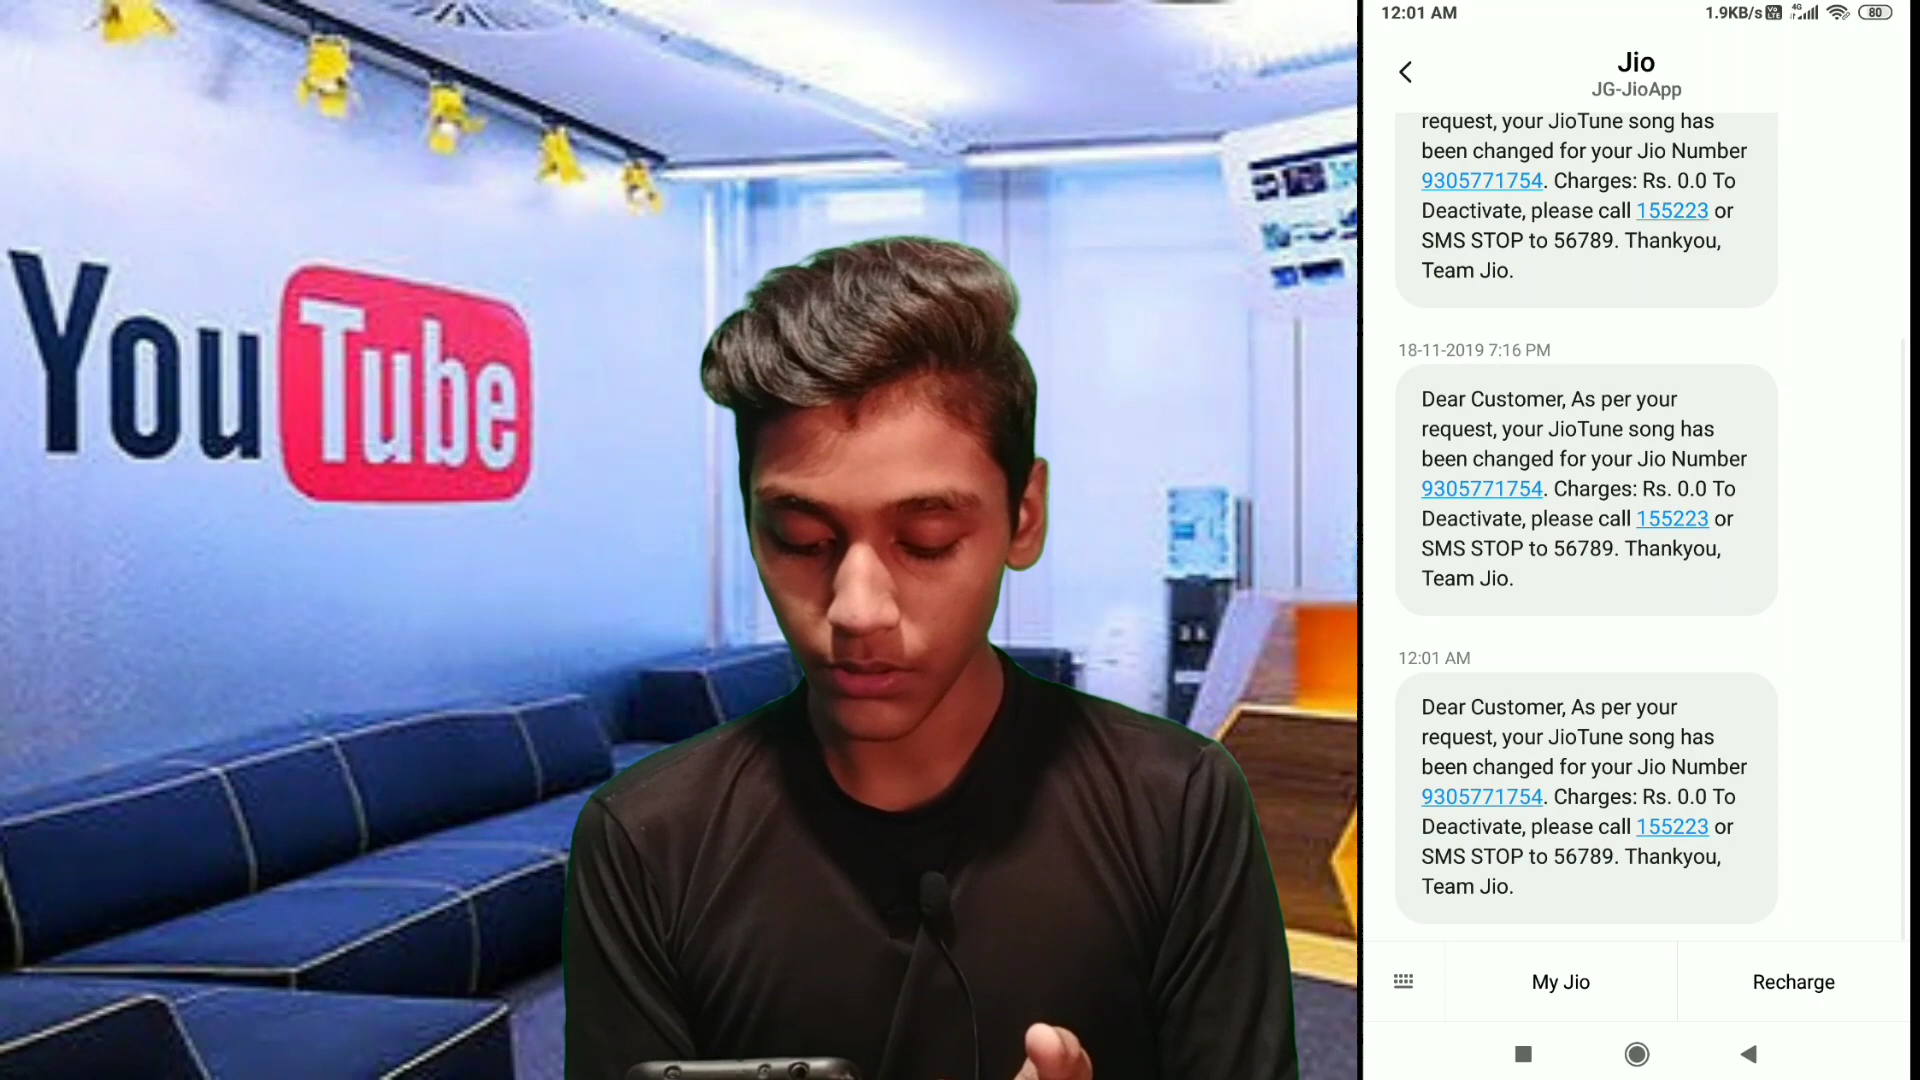 YouTube
12:01 AM
1.9KB/s
4G
80
Jio
JG-JioApp
request, your JioTune song has
been changed for your Jio Number
9305771754. Charges: Rs. 0.0 To
Deactivate, please call 155223 or
SMS STOP to 56789. Thankyou,
Team Jio.
18-11-2019 7:16 PM
Dear Customer, As per your
request, your JioTune song has
been changed for your Jio Number
9305771754. Charges: Rs. 0.0 To
Deactivate, please call 155223 or
SMS STOP to 56789. Thankyou,
Team Jio.
12:01 AM
Dear Customer, As per your
request, your JioTune song has
been changed for your Jio Number
9305771754. Charges: Rs. 0.0 To
Deactivate, please call 155223 or
SMS STOP to 56789. Thankyou,
Team Jio.
My Jio
Recharge